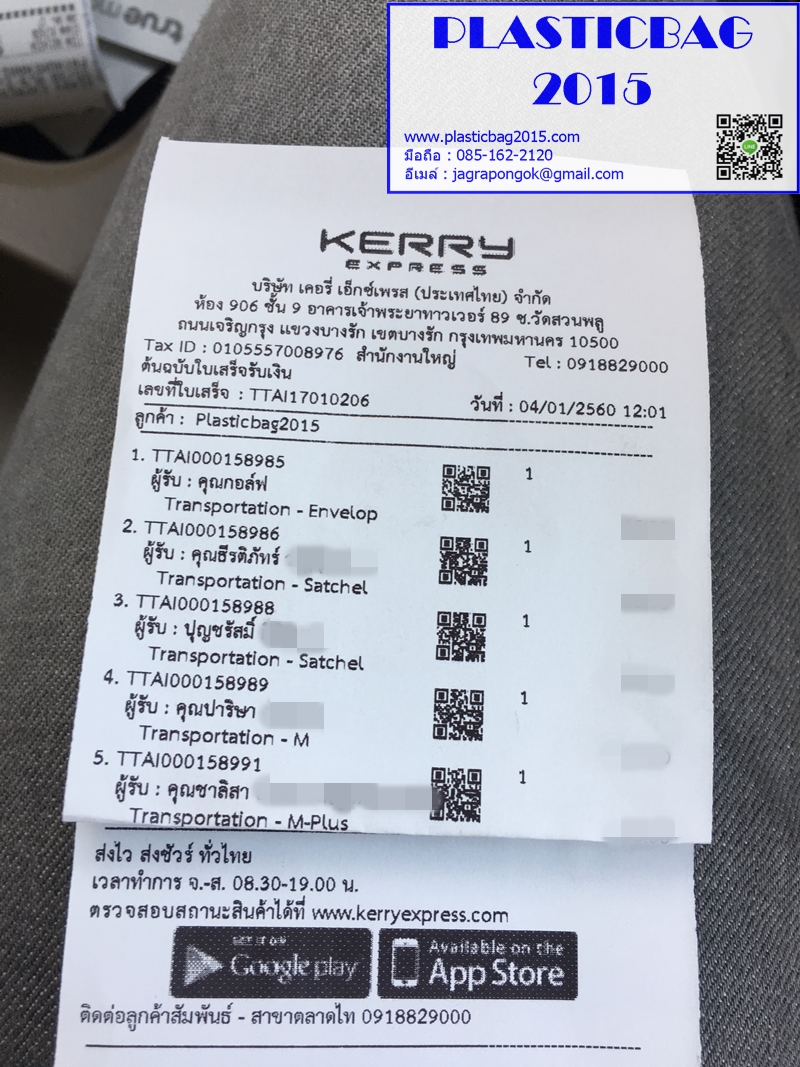 true m
PLASTICBAG
2015
www.plasticbag2015.com
มือถือ : 085-162-2120
อีเมล์ : jagrapongok@gmail.com
LINE
KERRY
EXPRESS
บริษัท เคอรี่ เอ็กซ์เพรส (ประเทศไทย) จำกัด
ห้อง 906 ชั้น 9 อาคารเจ้าพระยาทาวเวอร์ 89 ซ.วัดสวนพลู
ถนนเจริญกรุง แขวงบางรัก เขตบางรัก กรุงเทพมหานคร 10500
Tax ID : 0105557008976 สำนักงานใหญ่ Tel : 0918829000
ต้นฉบับใบเสร็จรับเงิน
เลขที่ใบเสร็จ : TTAI17010206 วันที่ : 04/01/2560 12:01
ลูกค้า : Plasticbag2015
1. TTAI000158985 1
ผู้รับ : คุณกอล์ฟ
Transportation - Envelop
2. TTAI000158986 1
ผู้รับ : คุณธีรติภัทร์
Transportation - Satchel
3. TTAI000158988 1
ผู้รับ : ปุญชรัสมิ์
Transportation - Satchel
4. TTAI000158989 1
ผู้รับ : คุณปาริษา
Transportation - M
5. TTAI000158991 1
ผู้รับ : คุณชาลิสา
Transportation - M-Plus
ส่งไว ส่งชัวร์ ทั่วไทย
เวลาทำการ จ.-ส. 08.30-19.00 น.
ตรวจสอบสถานะสินค้าได้ที่ www.kerryexpress.com
GET IT ON
Google play
Available on the
App Store
ติดต่อลูกค้าสัมพันธ์ - สาขาตลาดไท 0918829000